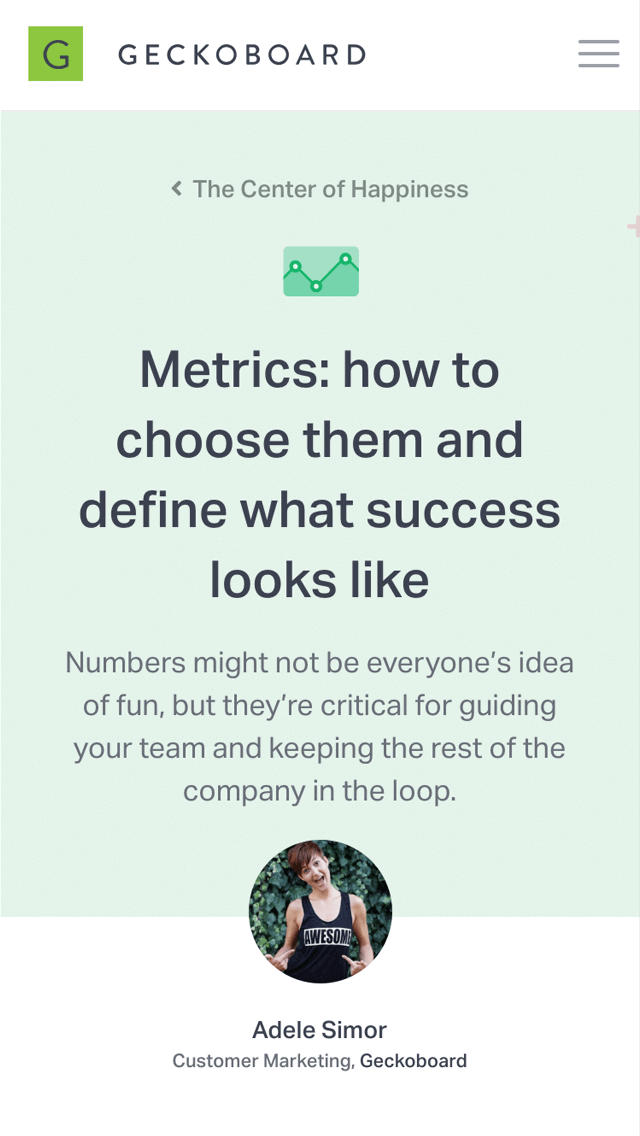 G GECKOBOARD
The Center of Happiness
Metrics: how to
choose them and
define what success
looks like
Numbers might not be everyone’s idea
of fun, but they’re critical for guiding
your team and keeping the rest of the
company in the loop.
AWESOME
Adele Simor
Customer Marketing, Geckoboard